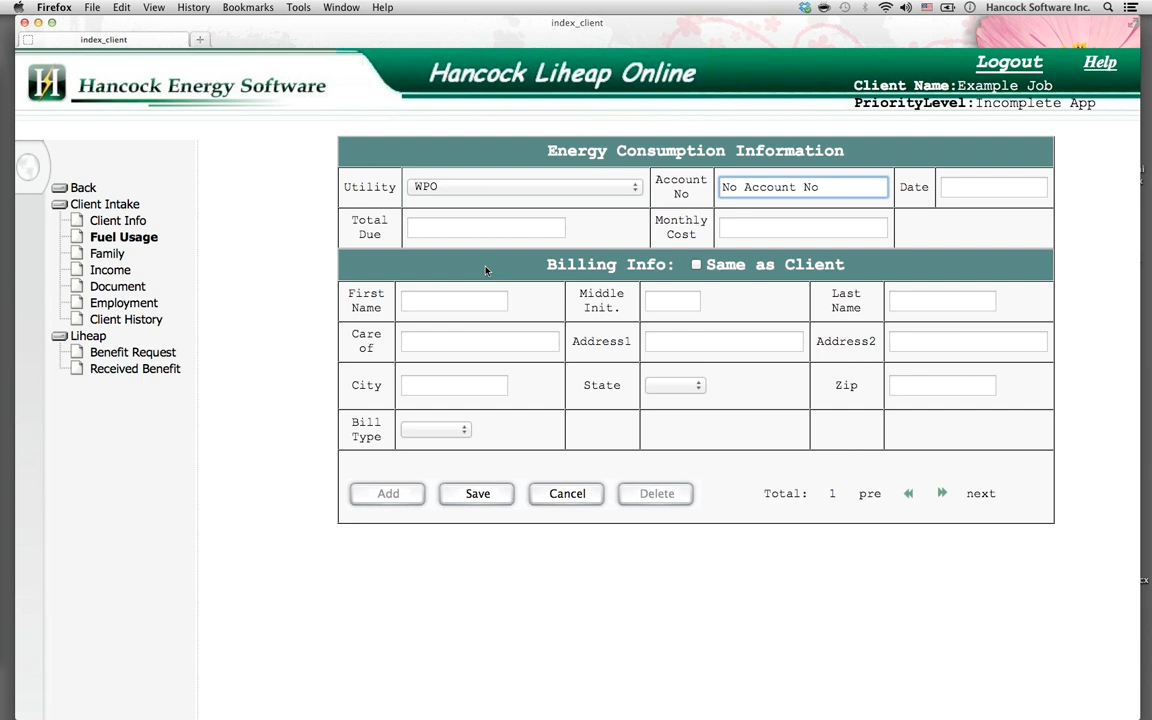 Firefox File Edit View History Bookmarks Tools Window Help Hancock Software Inc.
index_client
index_client
Hancock Energy Software
Hancock Liheap Online
Logout Help
Client Name:Example Job
PriorityLevel:Incomplete App
Back
Client Intake
Client Info
Fuel Usage
Family
Income
Document
Employment
Client History
Liheap
Benefit Request
Received Benefit
Energy Consumption Information
Utility WPO Account No No Account No Date
Total Due Monthly Cost
Billing Info: Same as Client
First Name Middle Init. Last Name
Care of Address1 Address2
City State Zip
Bill Type
Add Save Cancel Delete Total: 1 pre next